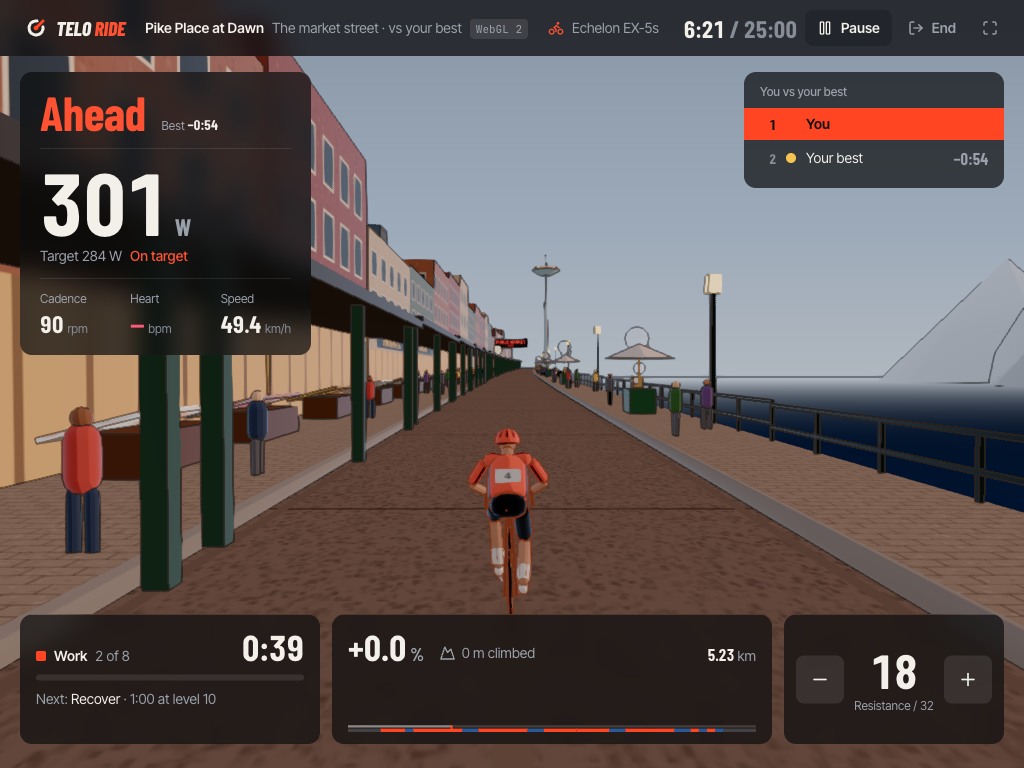 TELO RIDE Pike Place at Dawn The market street · vs your best WebGL 2 Echelon EX-5s 6:21 / 25:00 Pause End
Ahead Best −0:54
301 W
Target 284 W On target
Cadence Heart Speed
90 rpm — bpm 49.4 km/h
You vs your best
1 You
2 Your best −0:54
PUBLIC MARKET
4
Work 2 of 8 0:39
Next: Recover · 1:00 at level 10
+0.0 % 0 m climbed 5.23 km
− 18 +
Resistance / 32